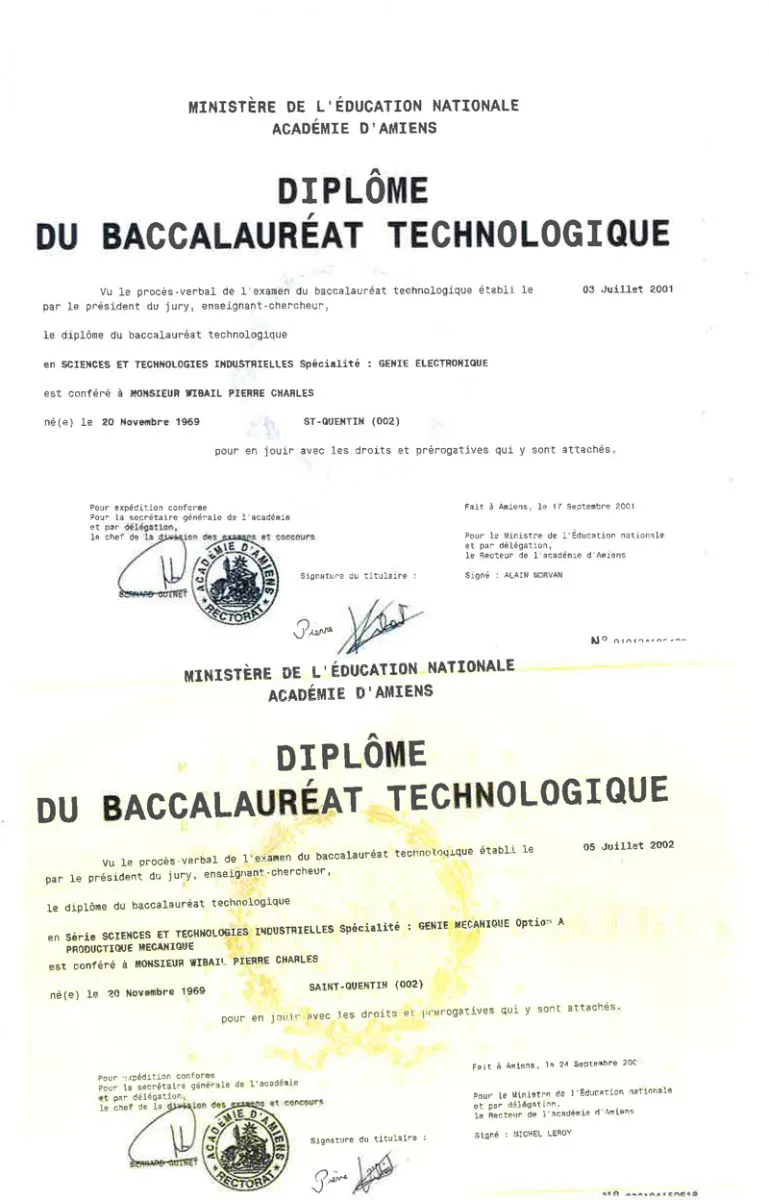 MINISTÈRE DE L'ÉDUCATION NATIONALE
ACADÉMIE D'AMIENS
DIPLÔME
DU BACCALAURÉAT TECHNOLOGIQUE
Vu le procès-verbal de l'examen du baccalauréat technologique établi le 03 Juillet 2001
par le président du jury, enseignant-chercheur,
le diplôme du baccalauréat technologique
en SCIENCES ET TECHNOLOGIES INDUSTRIELLES Spécialité : GENIE ELECTRONIQUE
est conféré à MONSIEUR WIBAIL PIERRE CHARLES
né(e) le 20 Novembre 1969 ST-QUENTIN (002)
pour en jouir avec les droits et prérogatives qui y sont attachés.
Pour expédition conforme
Pour la secrétaire générale de l'académie
et par délégation,
le chef de la division des examens et concours
BERNARD GUINET
ACADÉMIE D'AMIENS
RECTORAT
Signature du titulaire :
Pierre
Fait à Amiens, le 17 Septembre 2001
Pour le Ministre de l'Éducation nationale
et par délégation,
le Recteur de l'académie d'Amiens
Signé : ALAIN MORVAN
N°
MINISTÈRE DE L'ÉDUCATION NATIONALE
ACADÉMIE D'AMIENS
DIPLÔME
DU BACCALAURÉAT TECHNOLOGIQUE
Vu le procès-verbal de l'examen du baccalauréat technologique établi le 05 Juillet 2002
par le président du jury, enseignant-chercheur,
le diplôme du baccalauréat technologique
en Série SCIENCES ET TECHNOLOGIES INDUSTRIELLES Spécialité : GENIE MECANIQUE Option A
PRODUCTIQUE MECANIQUE
est conféré à MONSIEUR WIBAIL PIERRE CHARLES
né(e) le 20 Novembre 1969 SAINT-QUENTIN (002)
pour en jouir avec les droits et prérogatives qui y sont attachés.
Pour expédition conforme
Pour la secrétaire générale de l'académie
et par délégation,
le chef de la division des examens et concours
BERNARD GUINET
ACADÉMIE D'AMIENS
RECTORAT
Signature du titulaire :
Pierre
Fait à Amiens, le 24 Septembre
Pour le Ministre de l'Éducation nationale
et par délégation,
le Recteur de l'académie d'Amiens
Signé : MICHEL LEROY